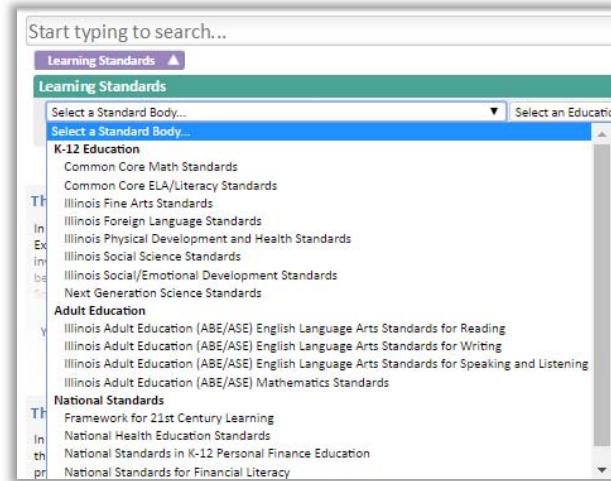 Start typing to search...
Learning Standards ▲
Learning Standards
Select a Standard Body... ▼ Select an Educatio
Select a Standard Body...
K-12 Education
Common Core Math Standards
Common Core ELA/Literacy Standards
Illinois Fine Arts Standards
Illinois Foreign Language Standards
Illinois Physical Development and Health Standards
Illinois Social Science Standards
Illinois Social/Emotional Development Standards
Next Generation Science Standards
Adult Education
Illinois Adult Education (ABE/ASE) English Language Arts Standards for Reading
Illinois Adult Education (ABE/ASE) English Language Arts Standards for Writing
Illinois Adult Education (ABE/ASE) English Language Arts Standards for Speaking and Listening
Illinois Adult Education (ABE/ASE) Mathematics Standards
National Standards
Framework for 21st Century Learning
National Health Education Standards
National Standards in K-12 Personal Finance Education
National Standards for Financial Literacy